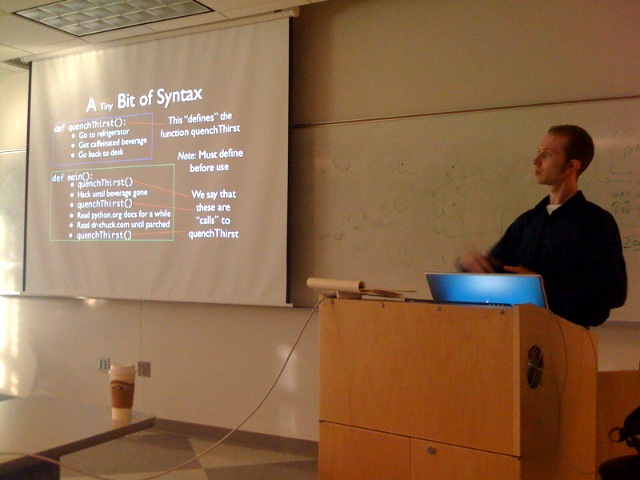 A Tiny Bit of Syntax
def quenchThirst():
Go to refrigerator
Get caffeinated beverage
Go back to desk
This "defines" the
function quenchThirst
Note: Must define
before use
def main():
quenchThirst()
Hack until beverage gone
quenchThirst()
Read python.org docs for a while
Read dr-chuck.com until parched
quenchThirst()
We say that
these are
"calls" to
quenchThirst